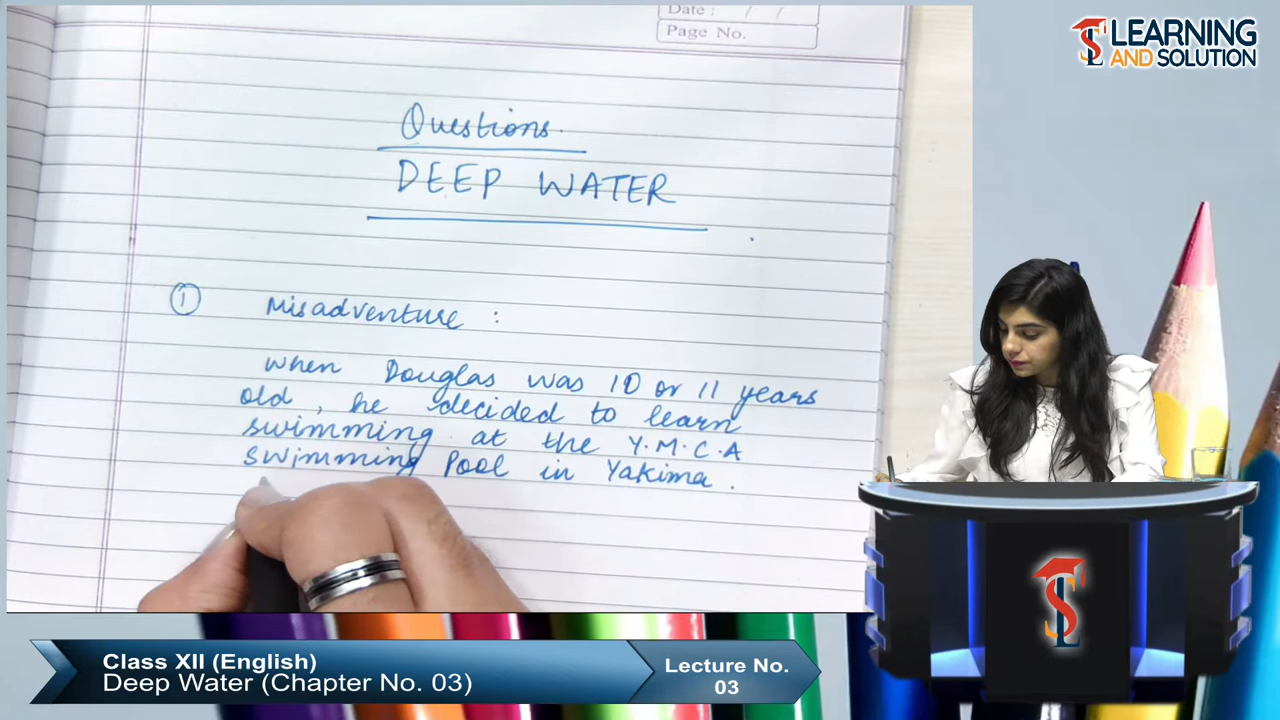 Date : / /
Page No.
LEARNING
AND SOLUTION
Questions.
DEEP WATER
① Misadventure :
When Douglas was 10 or 11 years
old , he decided to learn
swimming at the Y.M.C.A
swimming Pool in Yakima .
Class XII (English)
Deep Water (Chapter No. 03)
Lecture No.
03